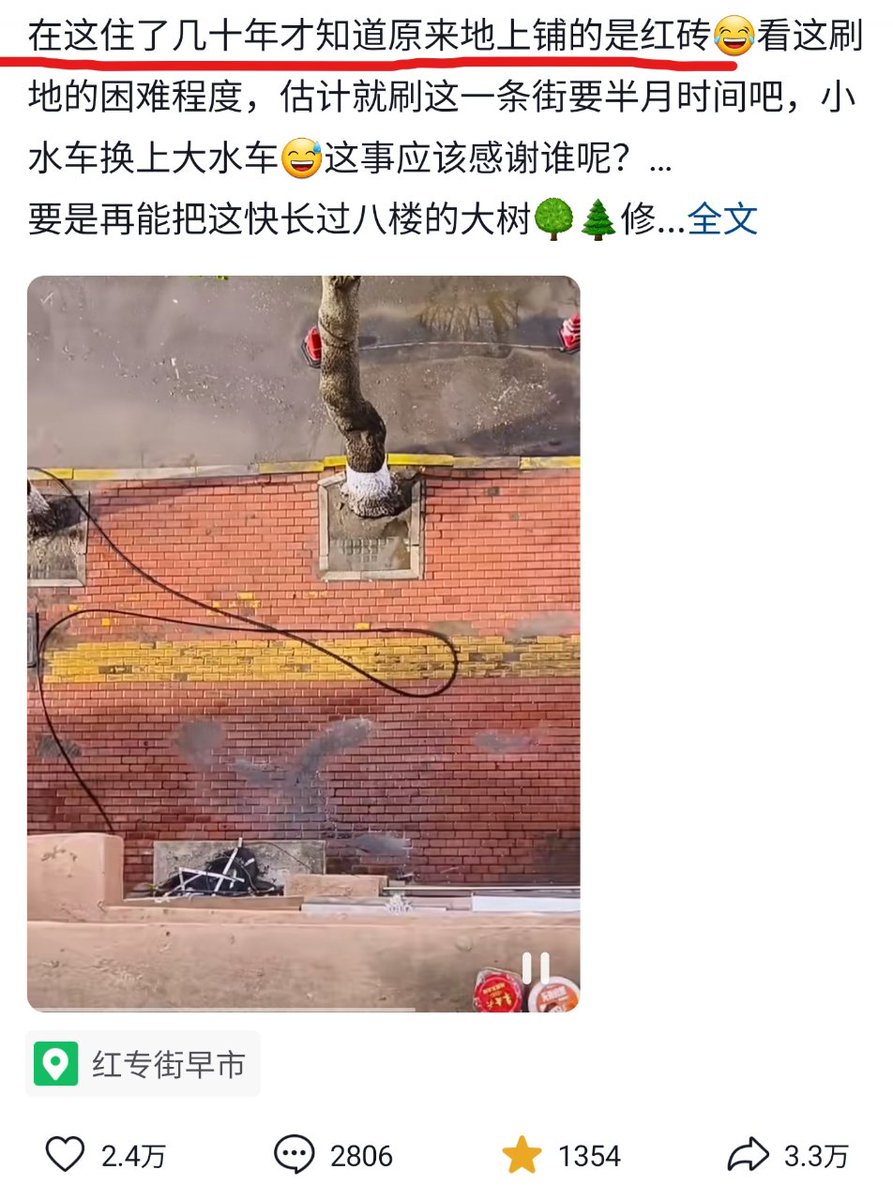 在这住了几十年才知道原来地上铺的是红砖😂看这刷
地的困难程度，估计就刷这一条街要半月时间吧，小
水车换上大水车😅这事应该感谢谁呢？...
要是再能把这快长过八楼的大树🌳🌲修...全文
红专街早市
2.4万
2806
1354
3.3万